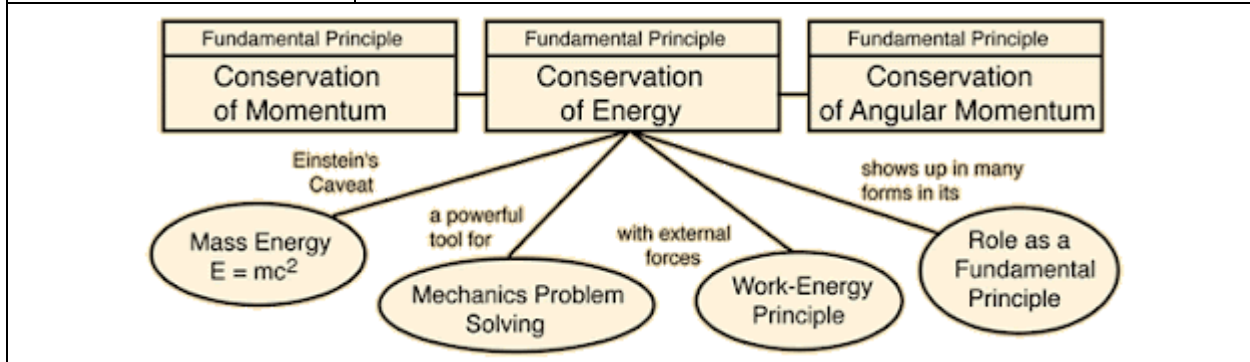 Fundamental Principle
Conservation
of Momentum
Fundamental Principle
Conservation
of Energy
Fundamental Principle
Conservation
of Angular Momentum
Einstein's
Caveat
a powerful
tool for
with external
forces
shows up in many
forms in its
Mass Energy
E = mc²
Mechanics Problem
Solving
Work-Energy
Principle
Role as a
Fundamental
Principle